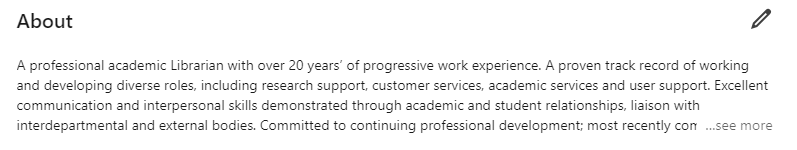 About
A professional academic Librarian with over 20 years’ of progressive work experience. A proven track record of working
and developing diverse roles, including research support, customer services, academic services and user support. Excellent
communication and interpersonal skills demonstrated through academic and student relationships, liaison with
interdepartmental and external bodies. Committed to continuing professional development; most recently com ...see more